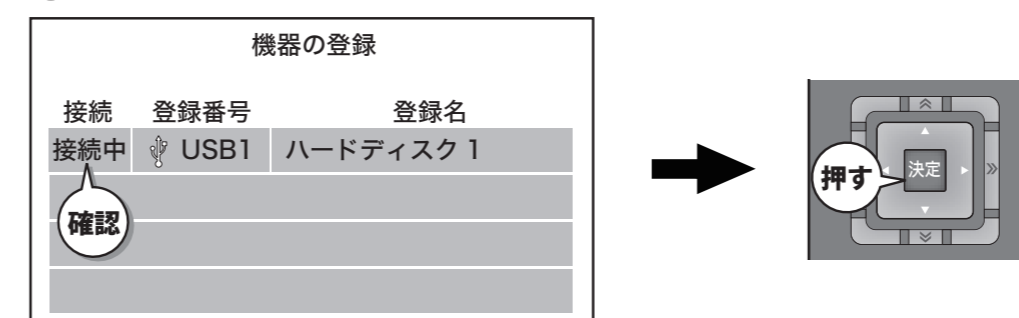 機器の登録
接続 登録番号 登録名
接続中 USB1 ハードディスク 1
確認
決定
押す